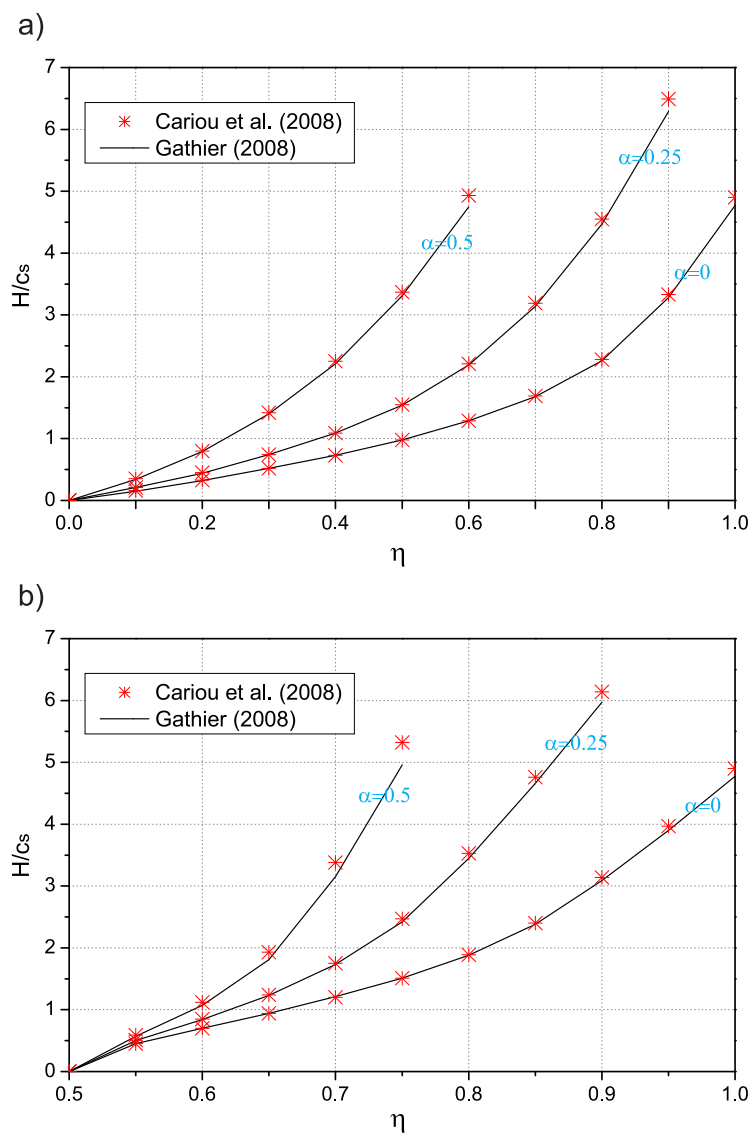 a)
7
6
5
4
3
2
1
0
H/cs
Cariou et al. (2008)
Gathier (2008)
α=0.5
α=0.25
α=0
0.0
0.2
0.4
0.6
0.8
1.0
η
b)
7
6
5
4
3
2
1
0
H/cs
Cariou et al. (2008)
Gathier (2008)
α=0.5
α=0.25
α=0
0.5
0.6
0.7
0.8
0.9
1.0
η